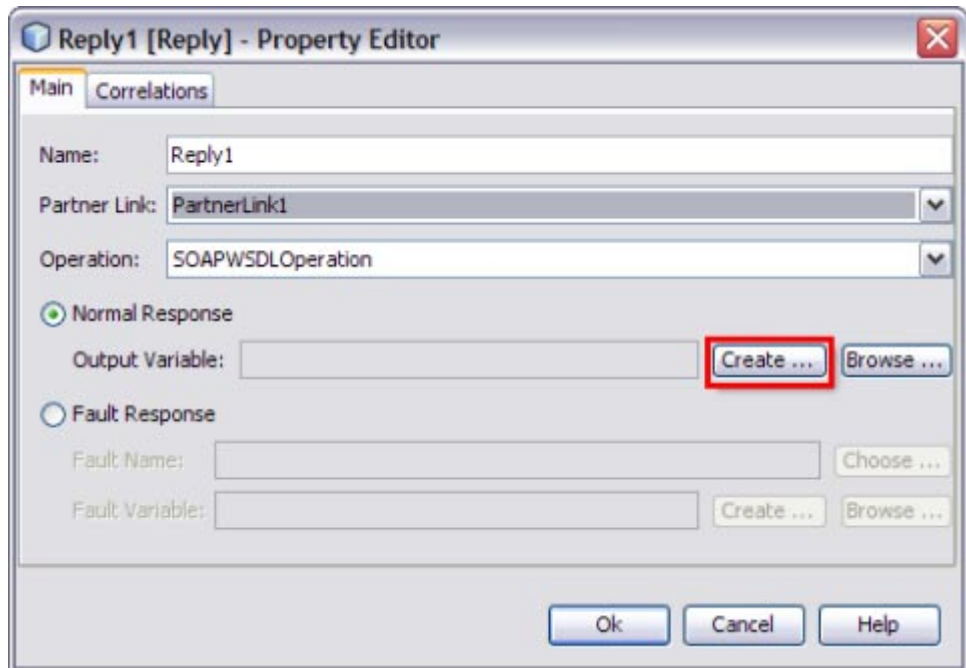 Reply1 [Reply] - Property Editor
Main Correlations
Name: Reply1
Partner Link: PartnerLink1
Operation: SOAPWSDLOperation
Normal Response
Output Variable: Create ... Browse ...
Fault Response
Fault Name: Choose ...
Fault Variable: Create ... Browse ...
Ok Cancel Help